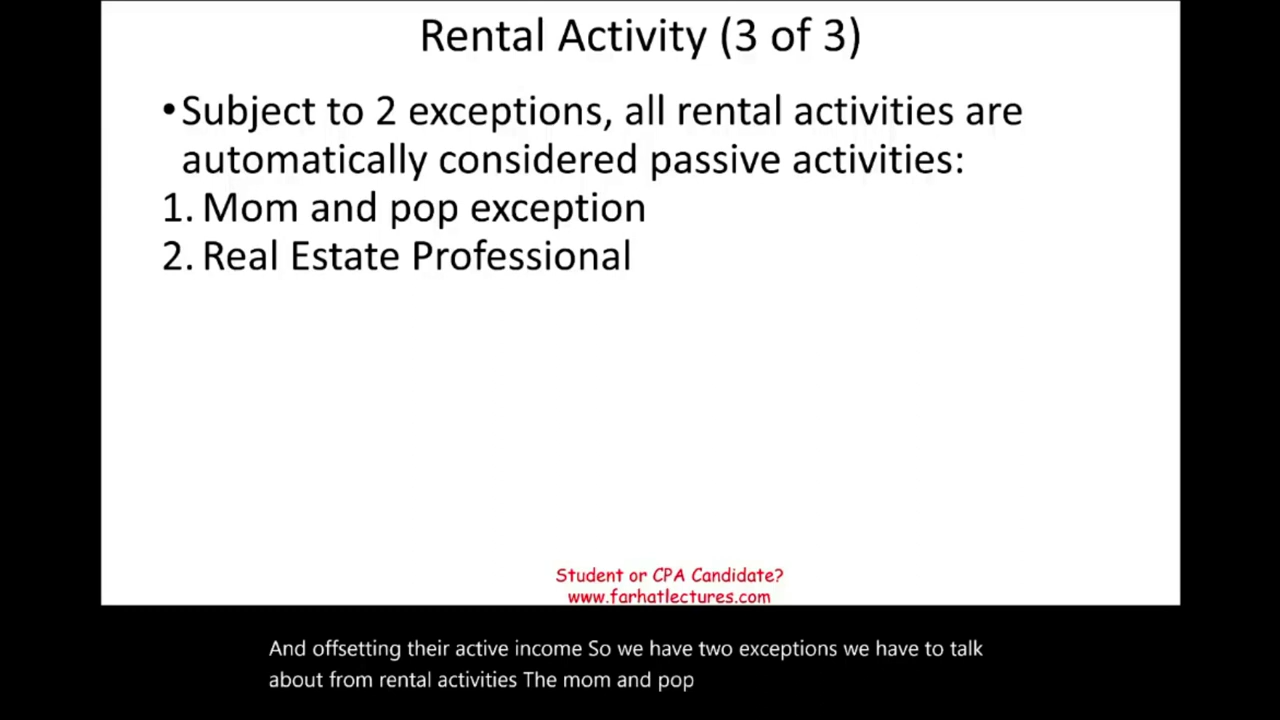 Rental Activity (3 of 3)
•Subject to 2 exceptions, all rental activities are
automatically considered passive activities:
1. Mom and pop exception
2. Real Estate Professional
Student or CPA Candidate?
www.farhatlectures.com
And offsetting their active income So we have two exceptions we have to talk
about from rental activities The mom and pop